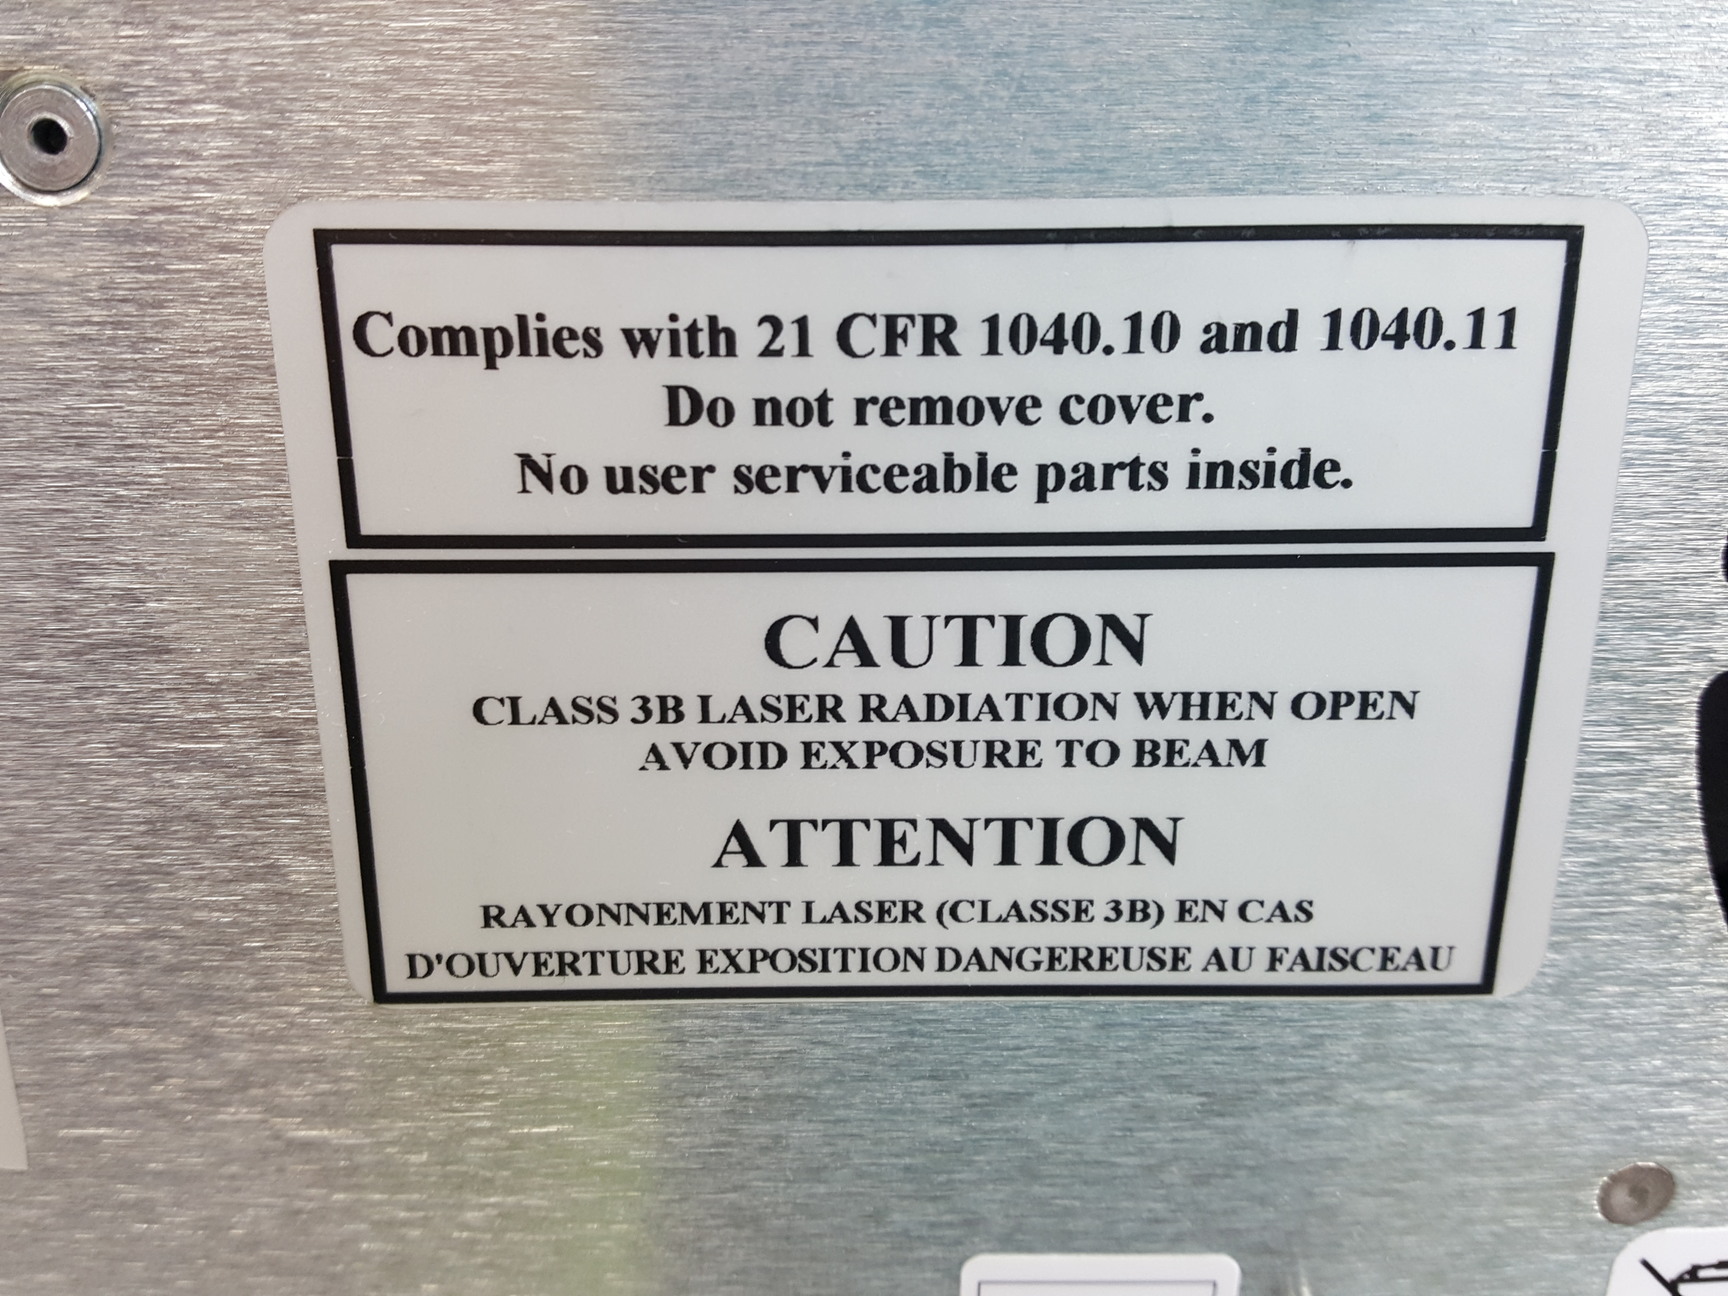 Complies with 21 CFR 1040.10 and 1040.11
Do not remove cover.
No user serviceable parts inside.
CAUTION
CLASS 3B LASER RADIATION WHEN OPEN
AVOID EXPOSURE TO BEAM
ATTENTION
RAYONNEMENT LASER (CLASSE 3B) EN CAS
D'OUVERTURE EXPOSITION DANGEREUSE AU FAISCEAU